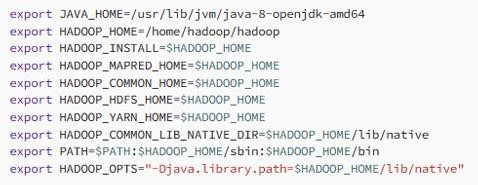 export JAVA_HOME=/usr/lib/jvm/java-8-openjdk-amd64
export HADOOP_HOME=/home/hadoop/hadoop
export HADOOP_INSTALL=$HADOOP_HOME
export HADOOP_MAPRED_HOME=$HADOOP_HOME
export HADOOP_COMMON_HOME=$HADOOP_HOME
export HADOOP_HDFS_HOME=$HADOOP_HOME
export HADOOP_YARN_HOME=$HADOOP_HOME
export HADOOP_COMMON_LIB_NATIVE_DIR=$HADOOP_HOME/lib/native
export PATH=$PATH:$HADOOP_HOME/sbin:$HADOOP_HOME/bin
export HADOOP_OPTS="-Djava.library.path=$HADOOP_HOME/lib/native"